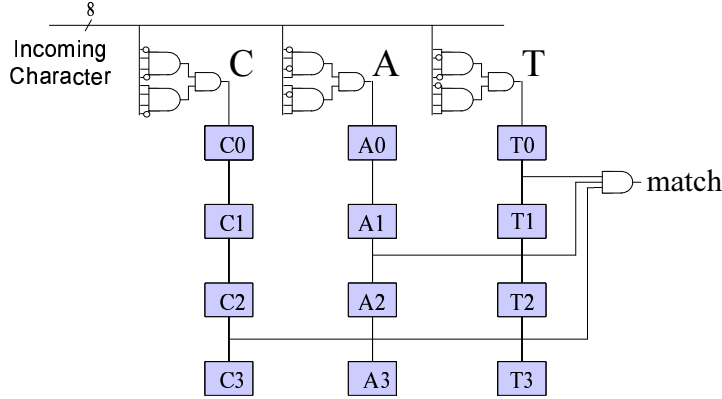 8
Incoming
Character
C
A
T
C0
A0
T0
match
C1
A1
T1
C2
A2
T2
C3
A3
T3